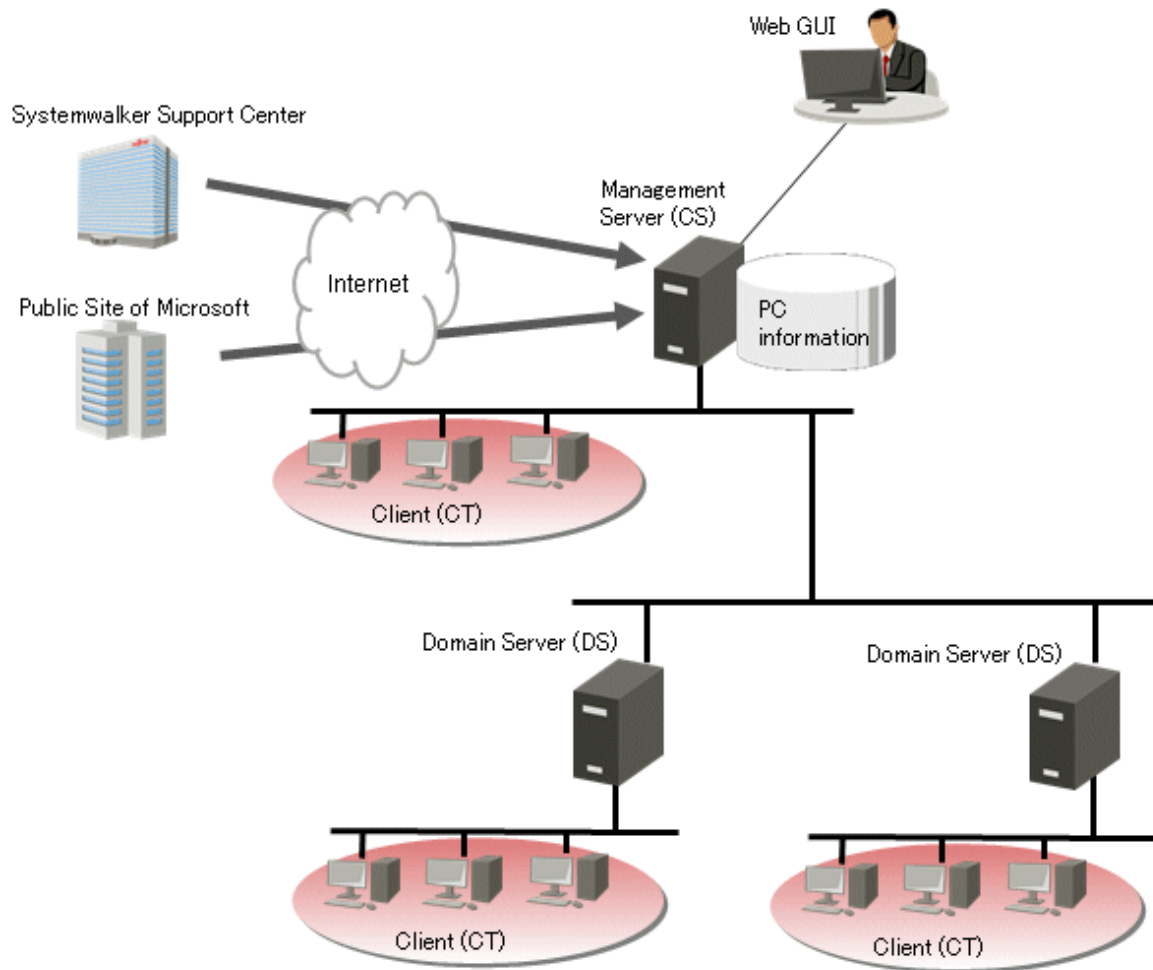 Web GUI
Systemwalker Support Center
Management
Server (CS)
Internet
Public Site of Microsoft
PC
information
Client (CT)
Domain Server (DS)
Domain Server (DS)
Client (CT)
Client (CT)